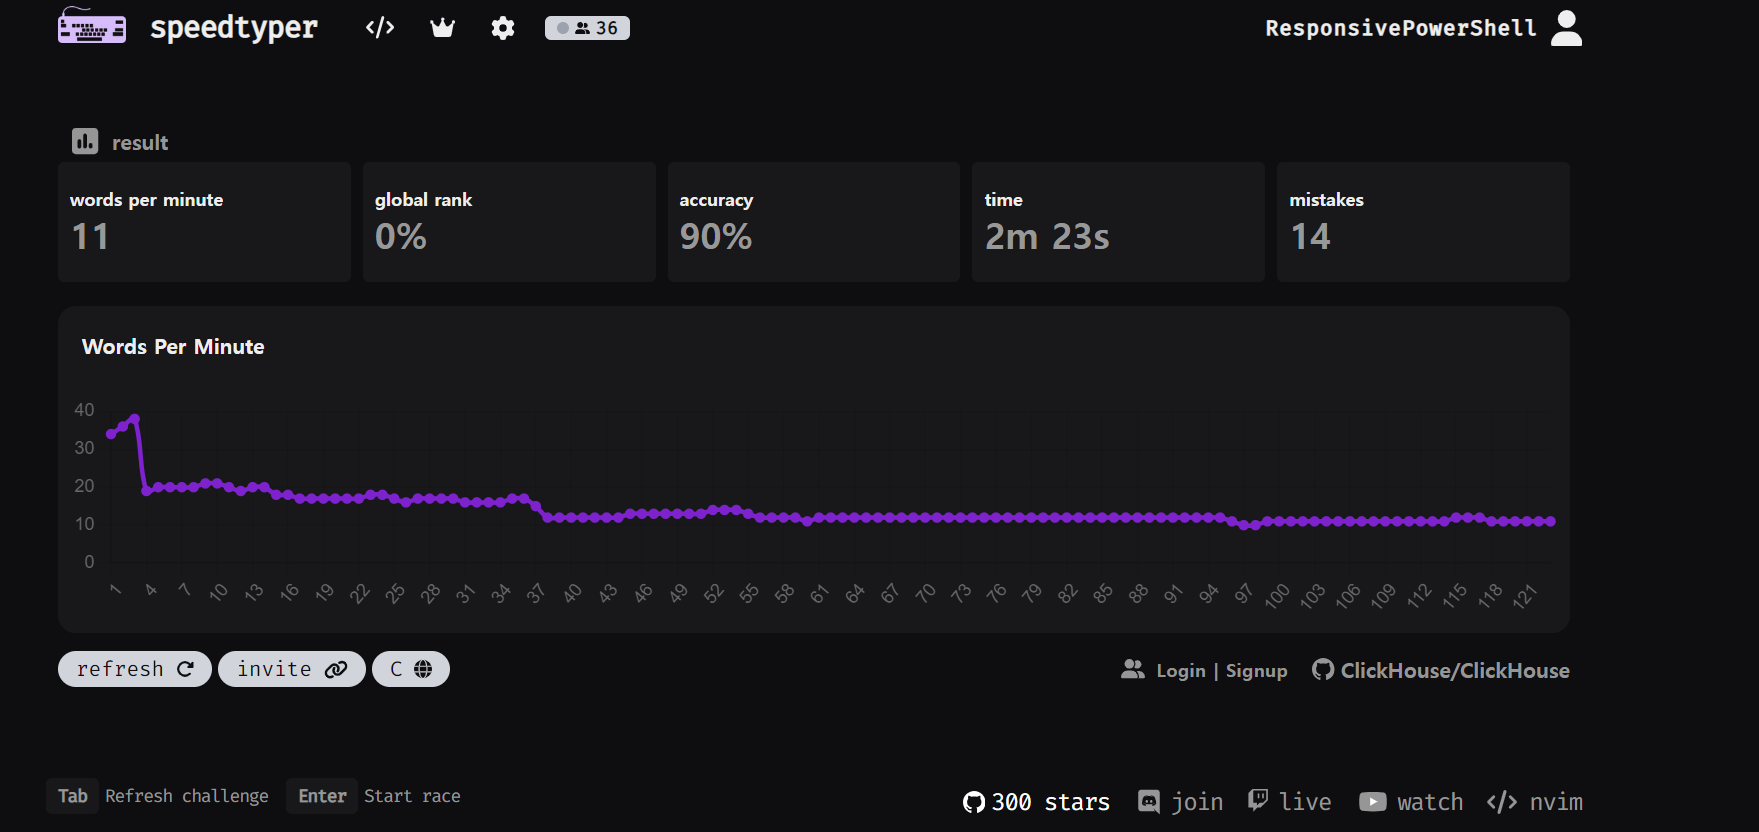 speedtyper </> 36 ResponsivePowerShell
result
words per minute
11
global rank
0%
accuracy
90%
time
2m 23s
mistakes
14
Words Per Minute
40
30
20
10
0
1 4 7 10 13 16 19 22 25 28 31 34 37 40 43 46 49 52 55 58 61 64 67 70 73 76 79 82 85 88 91 94 97 100 103 106 109 112 115 118 121
refresh invite C Login | Signup ClickHouse/ClickHouse
Tab Refresh challenge Enter Start race 300 stars join live watch </> nvim